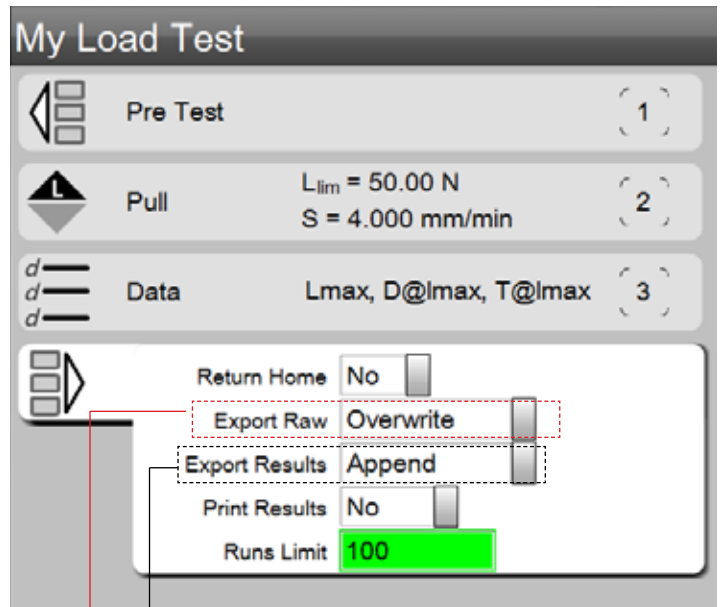 My Load Test
Pre Test 1
L
Pull Llim = 50.00 N 2
S = 4.000 mm/min
d
d Data Lmax, D@lmax, T@lmax 3
d
Return Home No
Export Raw Overwrite
Export Results Append
Print Results No
Runs Limit 100